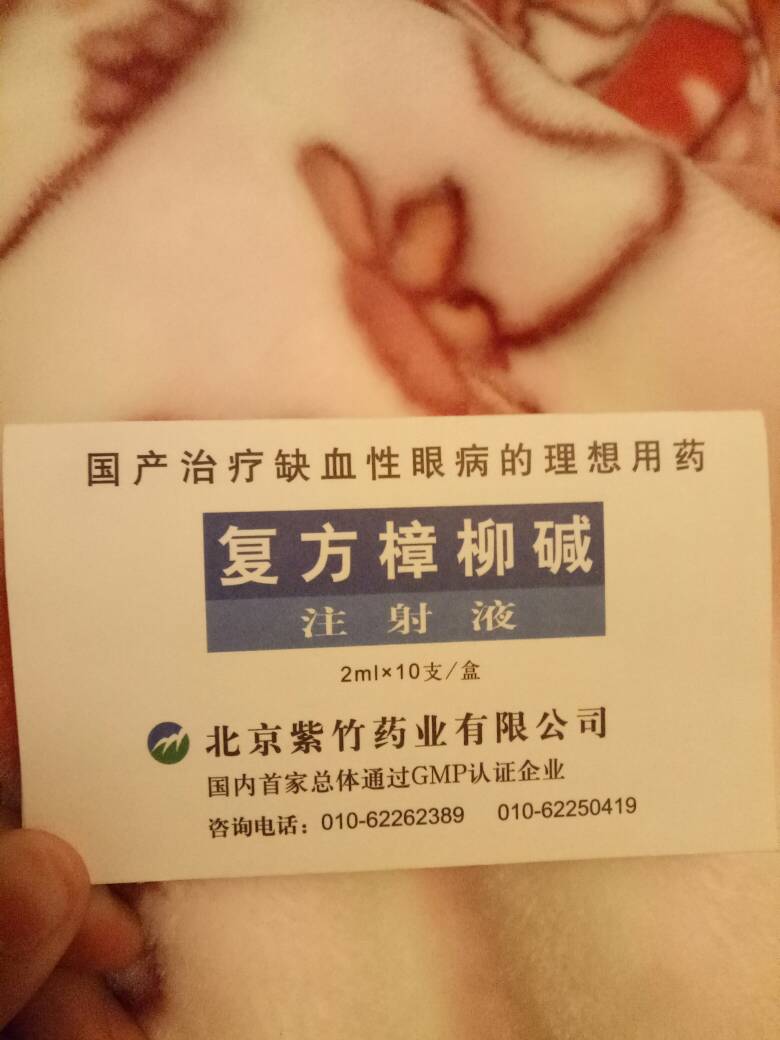 国产治疗缺血性眼病的理想用药
复方樟柳碱
注射液
2ml×10支/盒
北京紫竹药业有限公司
国内首家总体通过GMP认证企业
咨询电话：010-62262389 010-62250419